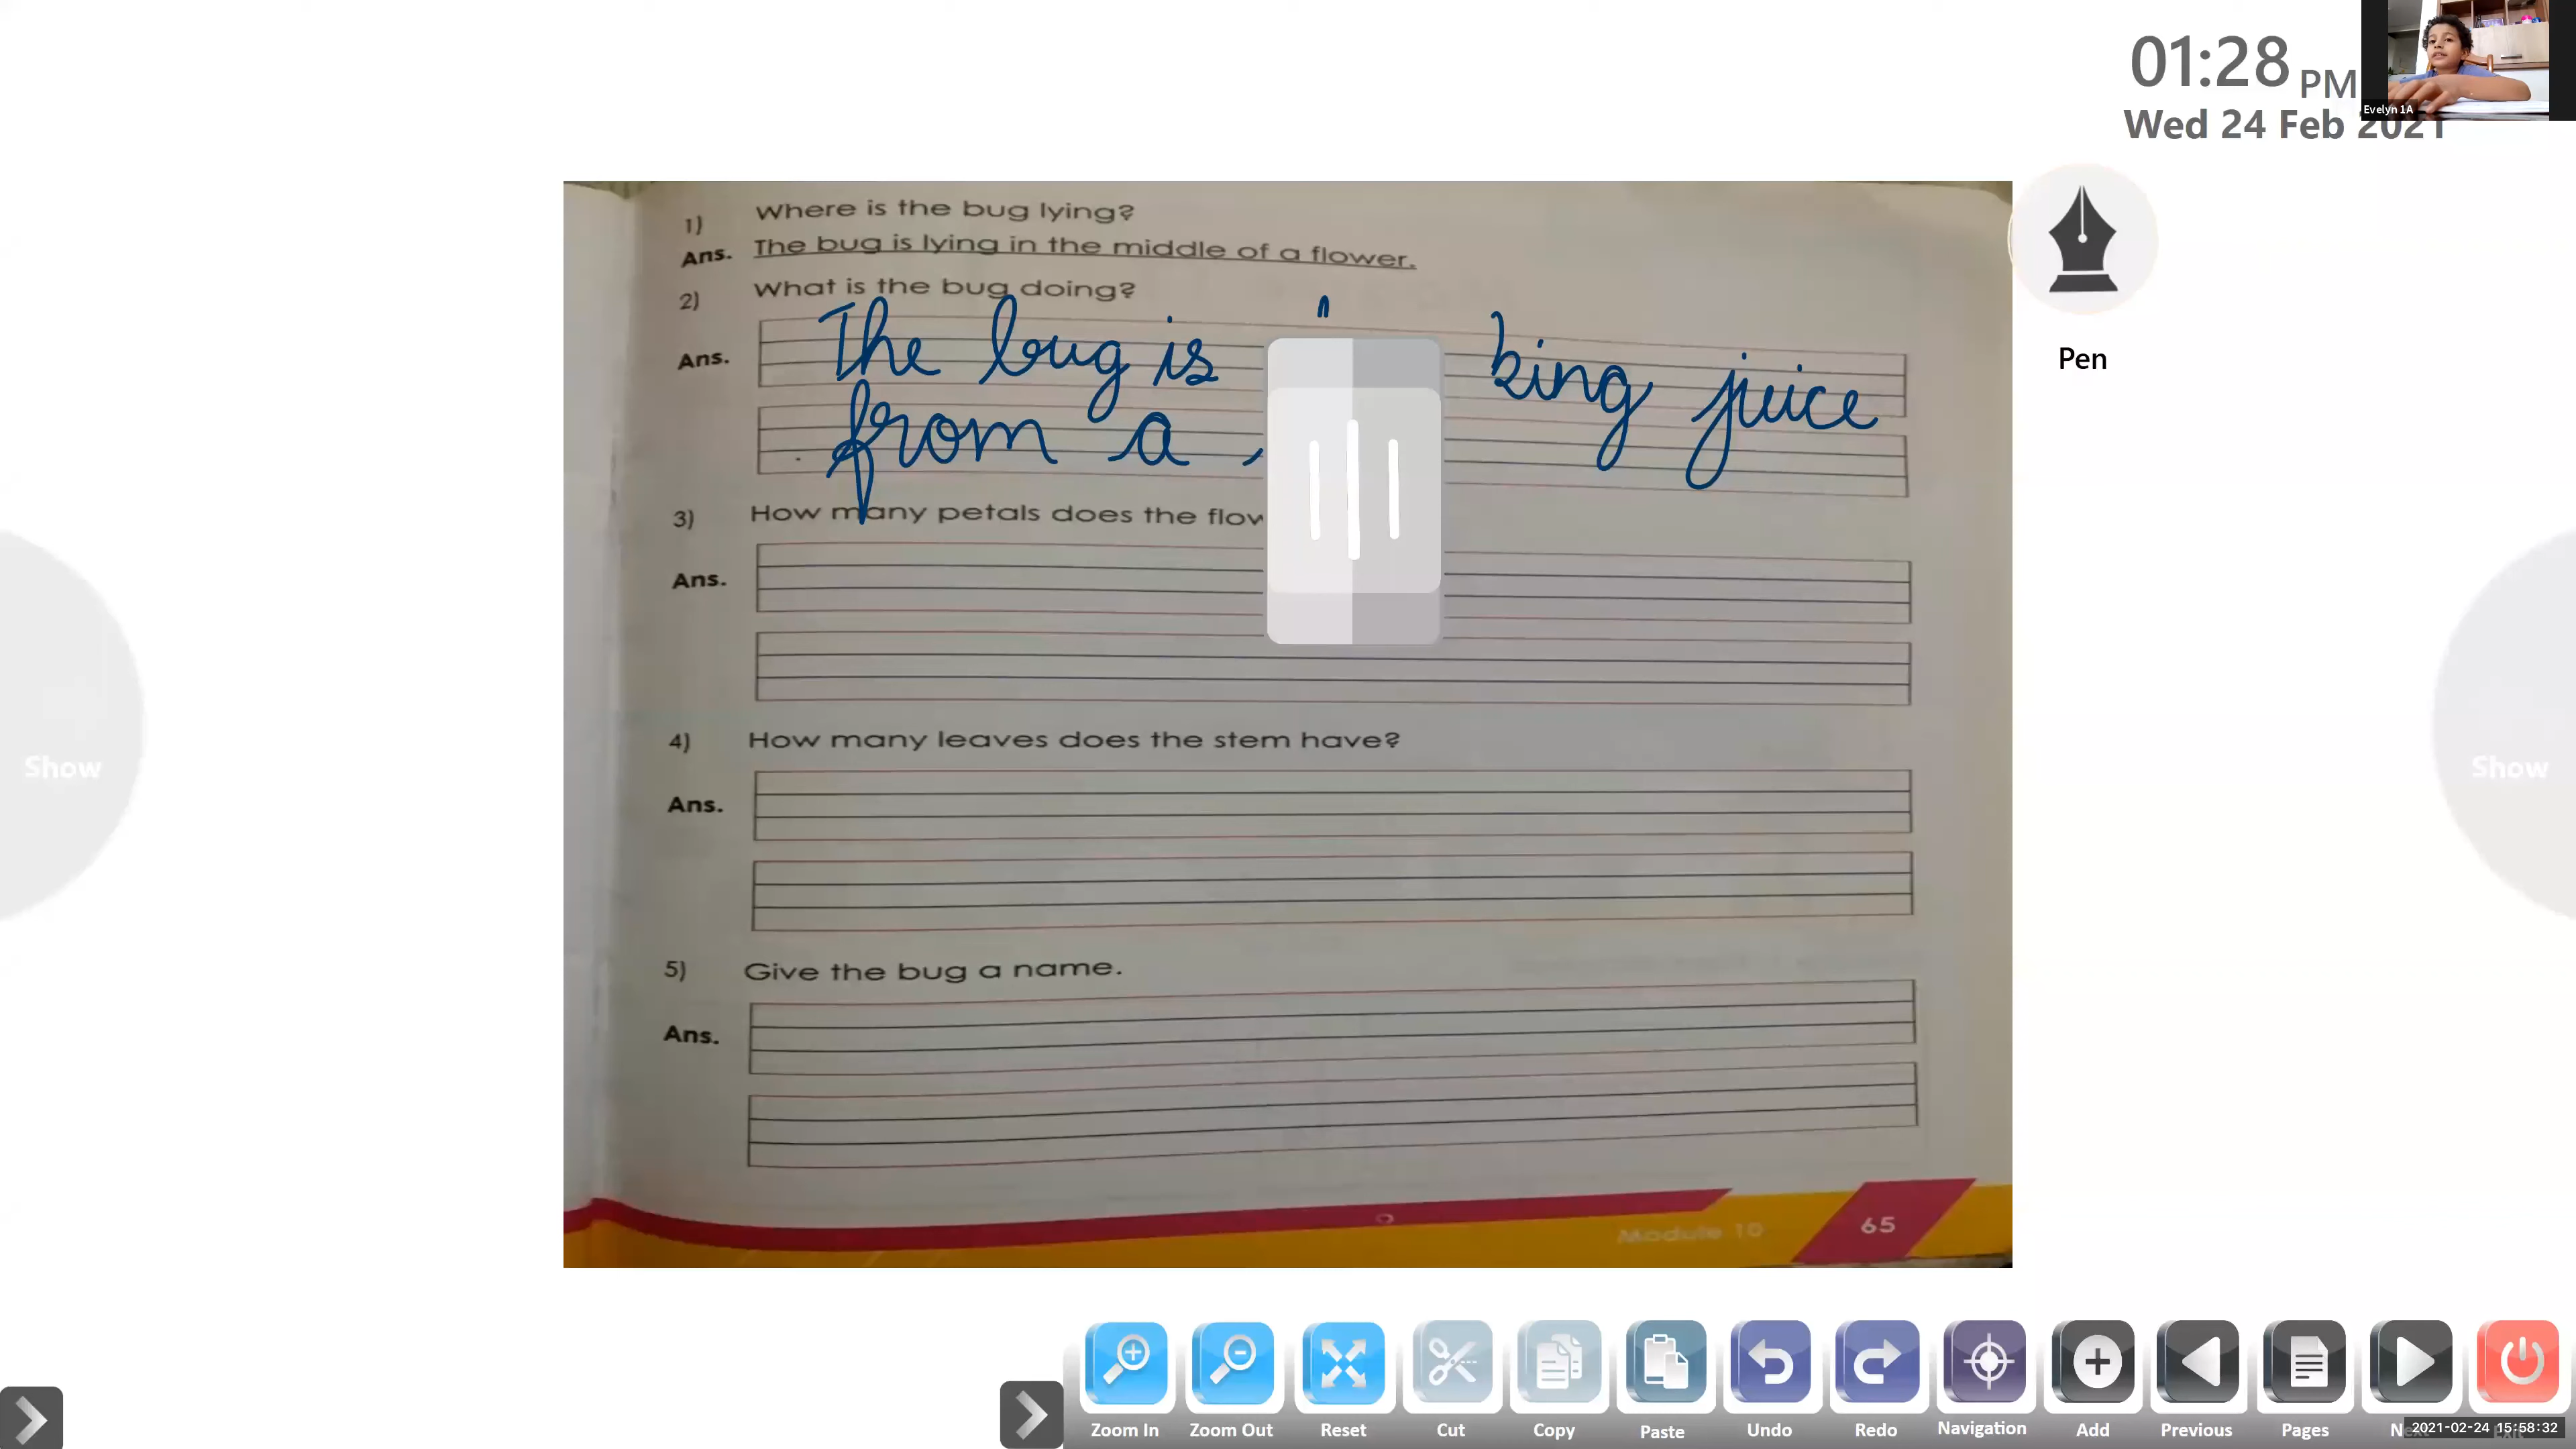 01:28 PM
Wed 24 Feb 2021
Evelyn 1A
Pen
1) Where is the bug lying?
Ans. The bug is lying in the middle of a flower.
2) What is the bug doing?
Ans. The bug is king juice
from a
3) How many petals does the flow
Ans.
4) How many leaves does the stem have?
Ans.
5) Give the bug a name.
Ans.
Module 10 65
Show
Show
Zoom In Zoom Out Reset Cut Copy Paste Undo Redo Navigation Add Previous Pages
2021-02-24 15:58:32